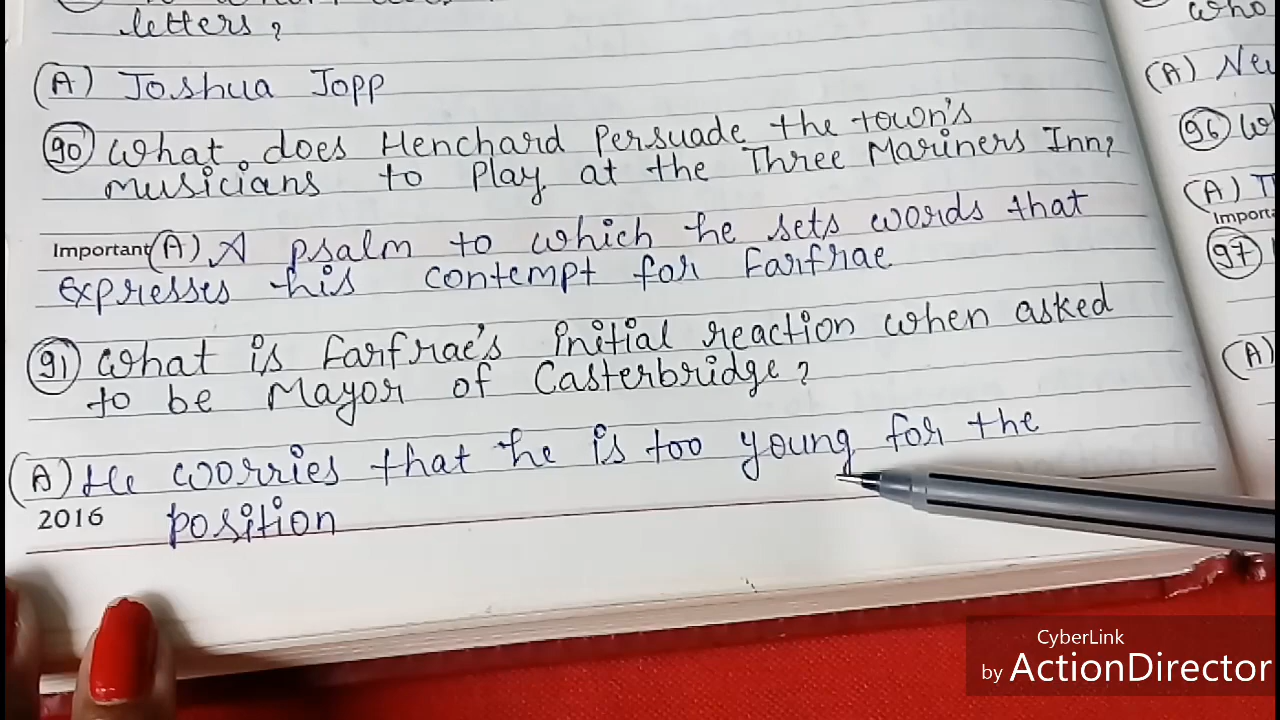 letters?
(A) Joshua Jopp
90 What does Henchard Persuade the town's
musicians to play at the Three Mariners Inn?
Important (A) A psalm to which he sets words that
expresses his contempt for Farfrae
91 What is Farfrae's initial reaction when asked
to be Mayor of Casterbridge?
(A) He worries that he is too young for the
2016 position
who
(A)
96
(A)
97
(A)
CyberLink
by ActionDirector